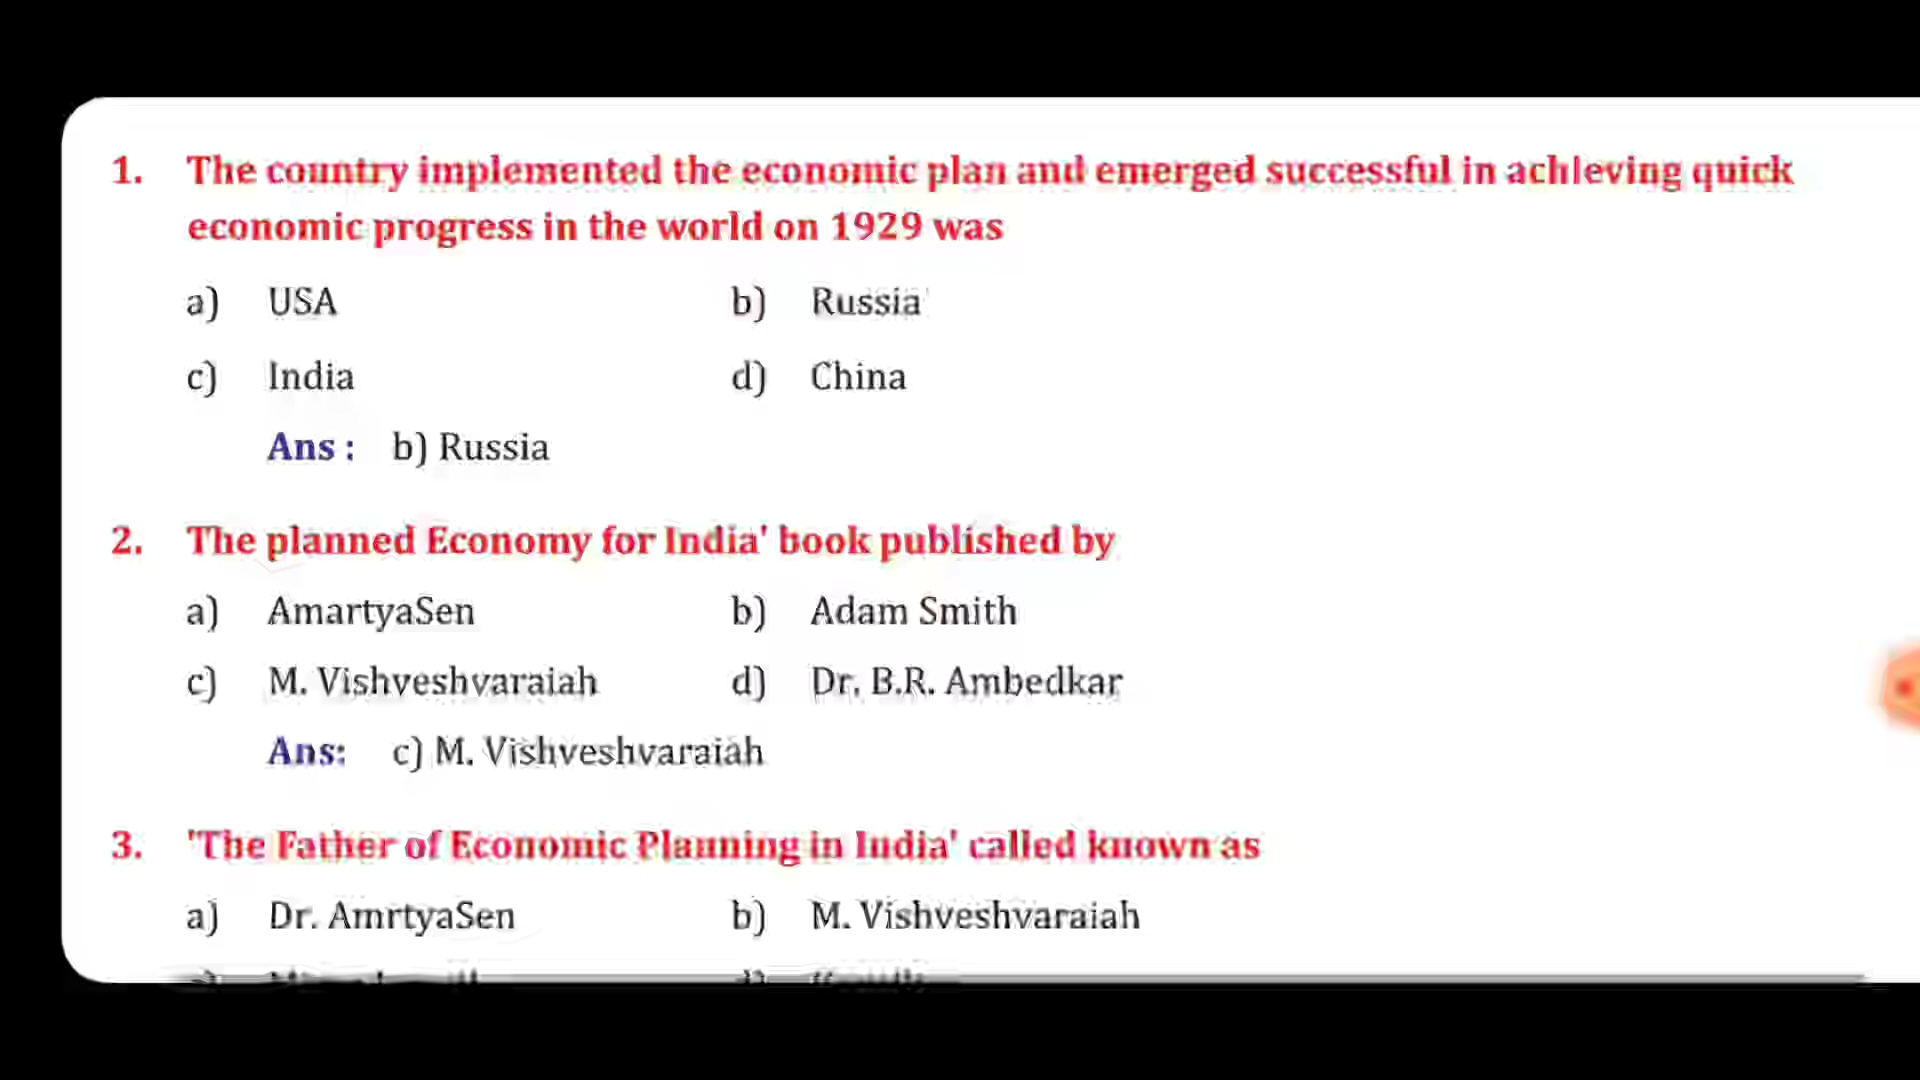 1. The country implemented the economic plan and emerged successful in achleving quick
economic progress in the world on 1929 was
a) USA b) Russia
c) India d) China
Ans : b) Russia
2. The planned Economy for India' book published by
a) AmartyaSen b) Adam Smith
c) M. Vishveshvaraiah d) Dr. B.R. Ambedkar
Ans: c) M. Vishveshvaraiah
3. 'The Father of Economic Planning in India' called known as
a) Dr. AmrtyaSen b) M. Vishveshvaraiah